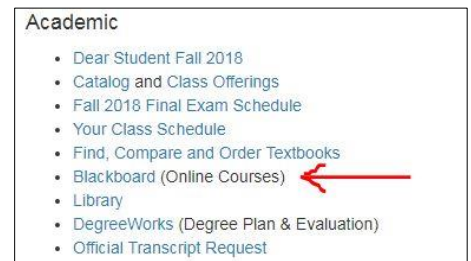 Academic
• Dear Student Fall 2018
• Catalog and Class Offerings
• Fall 2018 Final Exam Schedule
• Your Class Schedule
• Find, Compare and Order Textbooks
• Blackboard (Online Courses)
• Library
• DegreeWorks (Degree Plan & Evaluation)
• Official Transcript Request